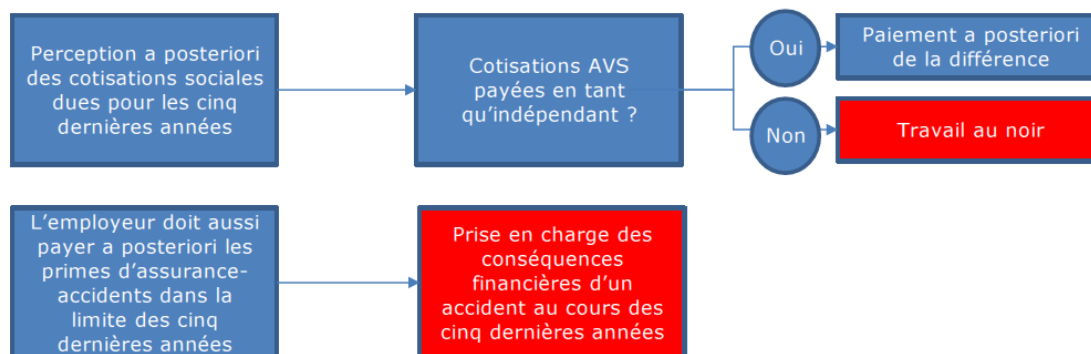 Perception a posteriori
des cotisations sociales
dues pour les cinq
dernières années
Cotisations AVS
payées en tant
qu’indépendant ?
Oui
Paiement a posteriori
de la différence
Non
Travail au noir
L’employeur doit aussi
payer a posteriori les
primes d’assurance-
accidents dans la
limite des cinq
dernières années
Prise en charge des
conséquences
financières d’un
accident au cours des
cinq dernières années